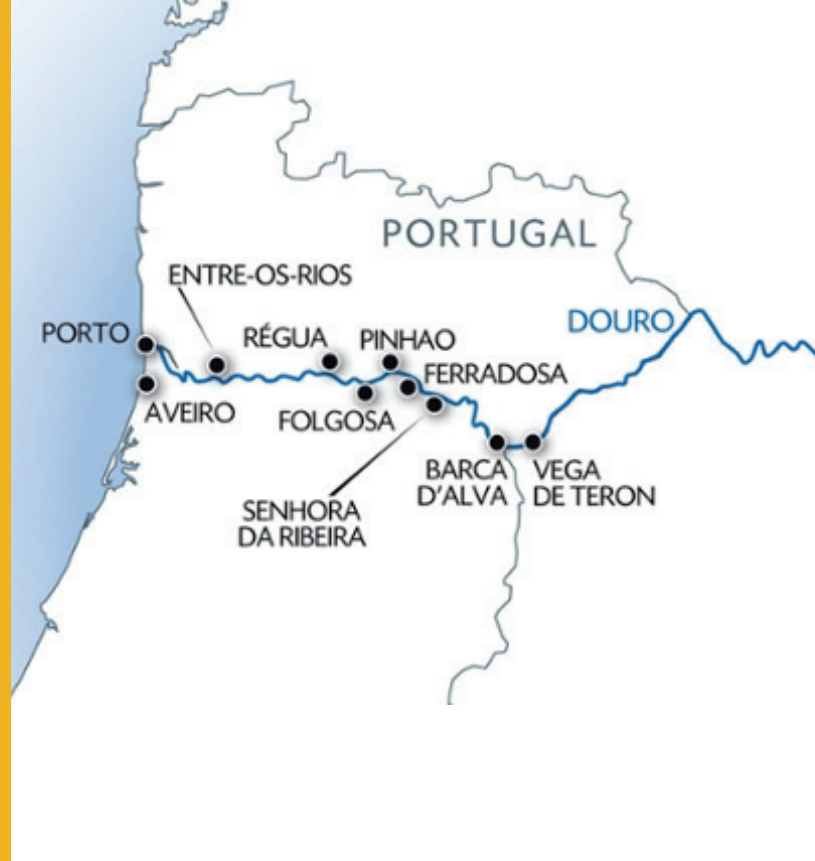 PORTUGAL
ENTRE-OS-RIOS
DOURO
PORTO
RÉGUA
PINHAO
FERRADOSA
AVEIRO
FOLGOSA
BARCA
D'ALVA
VEGA
DE TERON
SENHORA
DA RIBEIRA